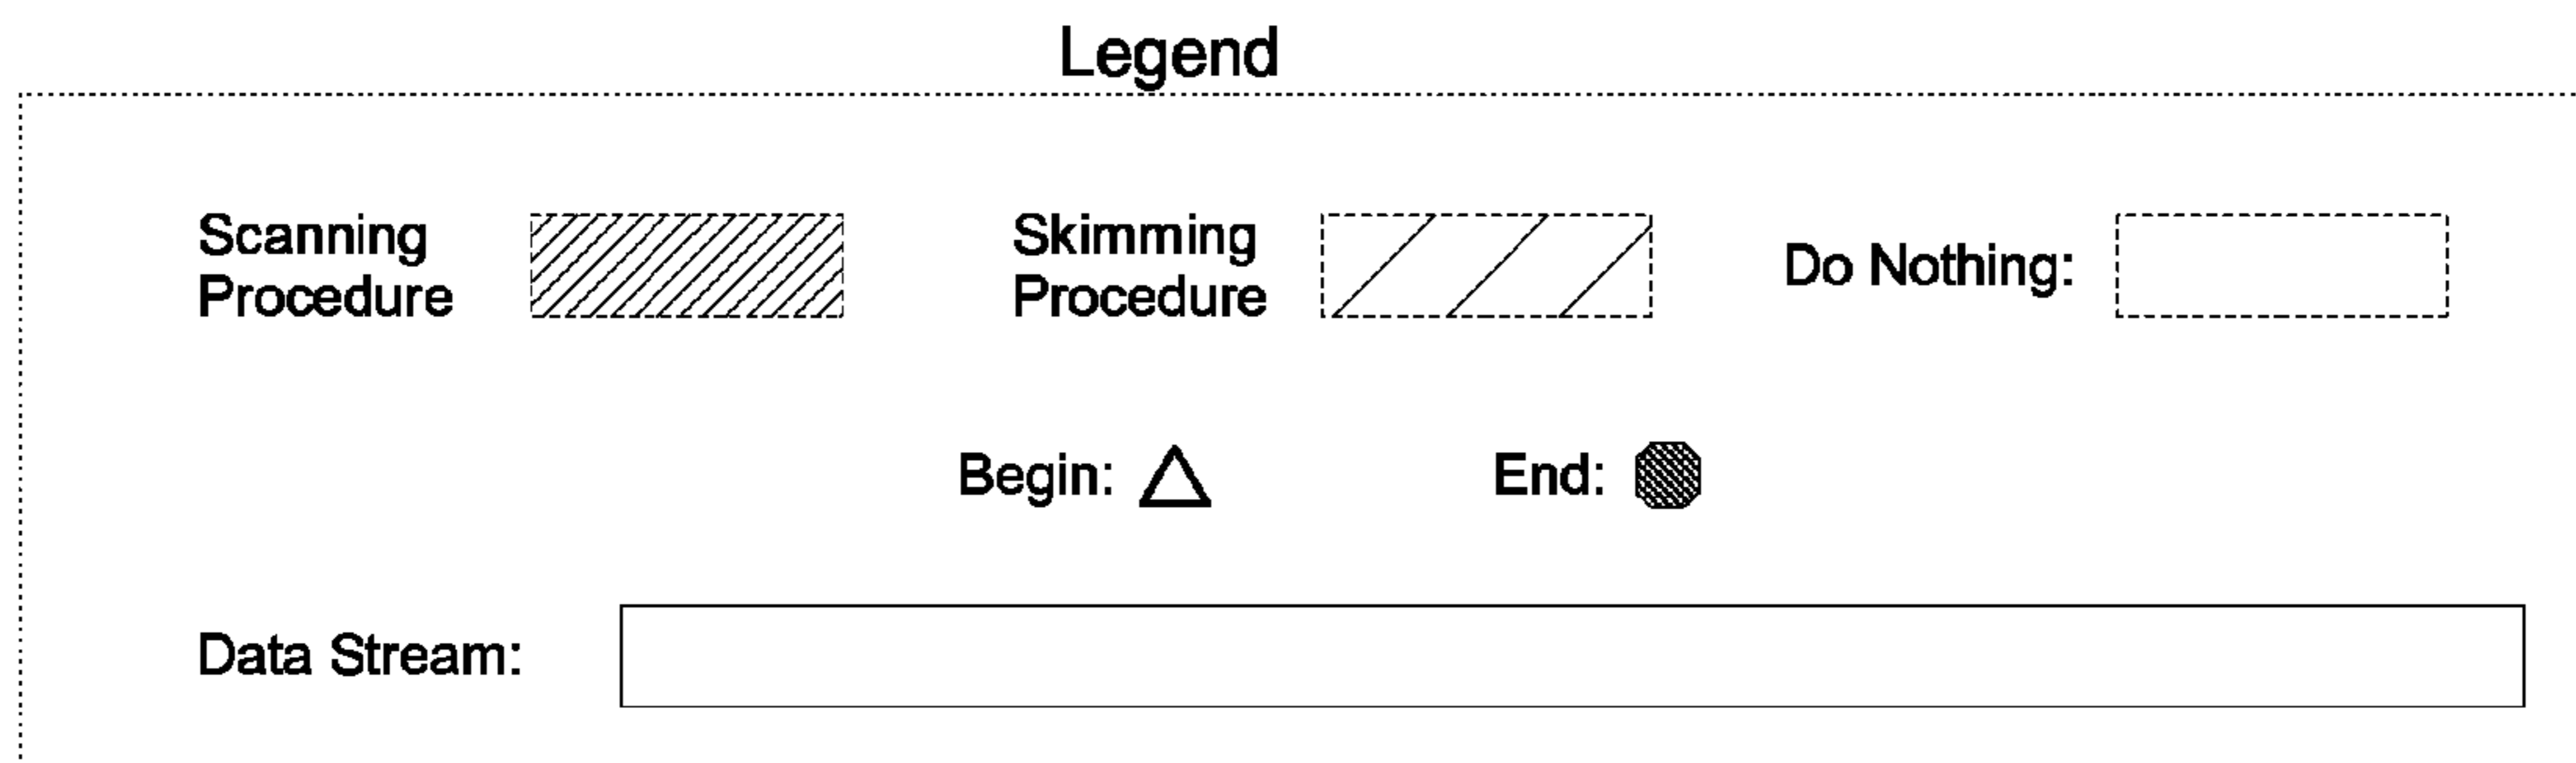 Legend
Scanning
Procedure
Skimming
Procedure
Do Nothing:
Begin:
End:
Data Stream: